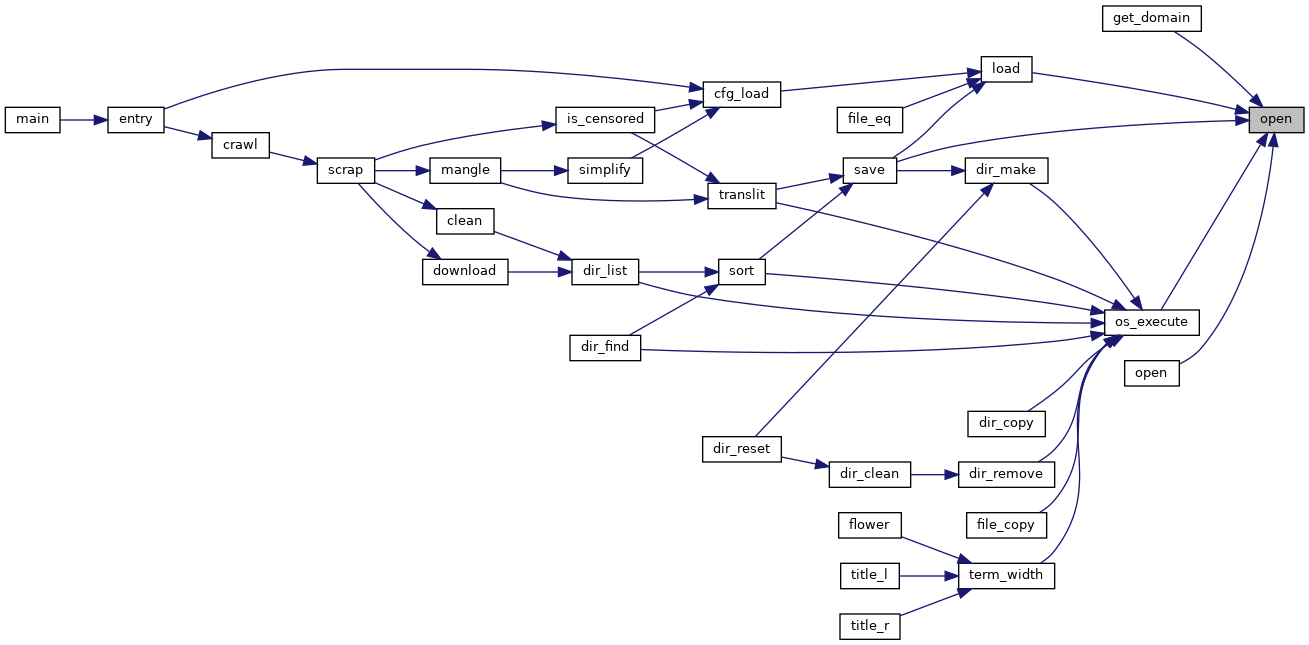 get_domain
load
cfg_load
main
entry
is_censored
file_eq
open
crawl
scrap
mangle
simplify
save
dir_make
translit
clean
download
dir_list
sort
os_execute
dir_find
open
dir_copy
dir_reset
dir_clean
dir_remove
flower
file_copy
title_l
term_width
title_r